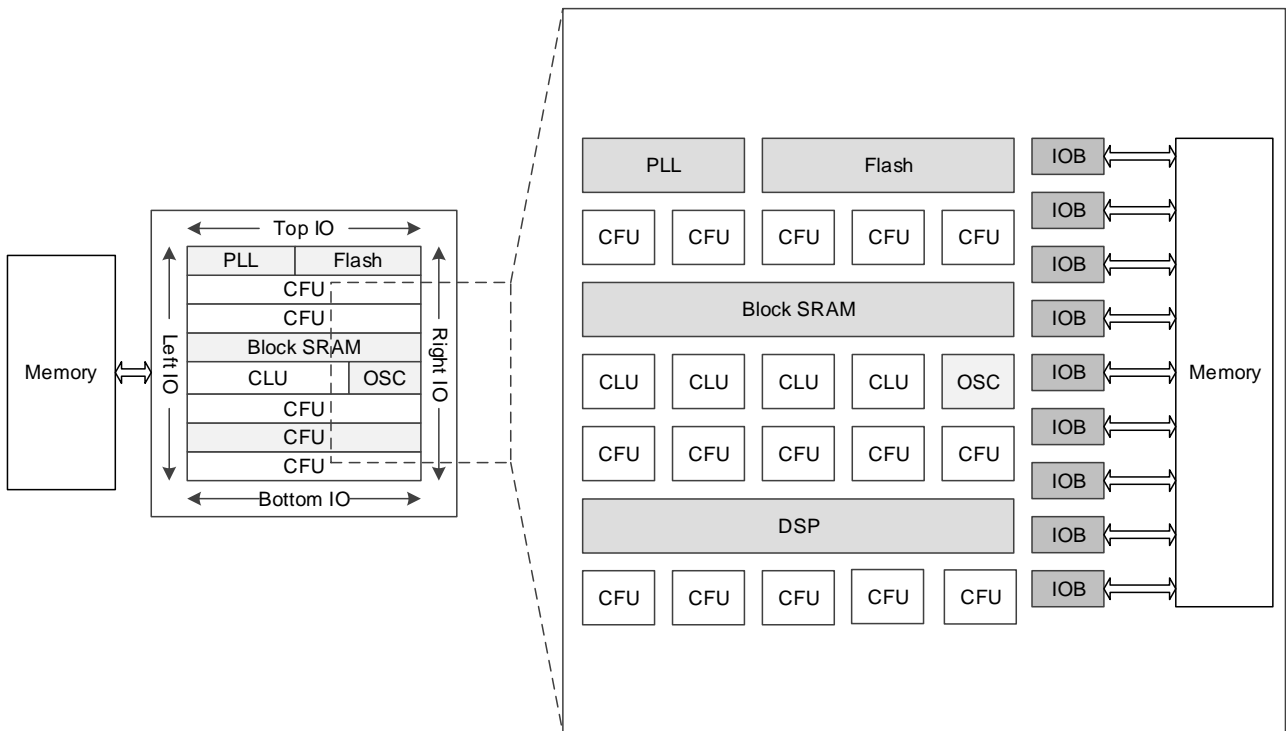 Memory
Top IO
Left IO
Right IO
PLL Flash
CFU
CFU
Block SRAM
CLU OSC
CFU
CFU
CFU
Bottom IO
PLL Flash IOB
IOB
CFU CFU CFU CFU CFU
IOB
Block SRAM IOB
CLU CLU CLU CLU OSC IOB Memory
IOB
CFU CFU CFU CFU CFU
IOB
DSP IOB
CFU CFU CFU CFU CFU IOB